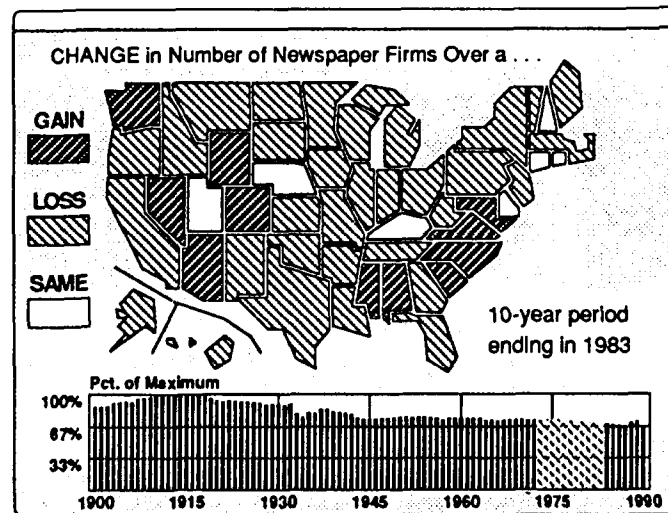 CHANGE in Number of Newspaper Firms Over a . . .
GAIN
LOSS
SAME
10-year period
ending in 1983
Pct. of Maximum
100%
67%
33%
1900 1915 1930 1945 1960 1975 1990